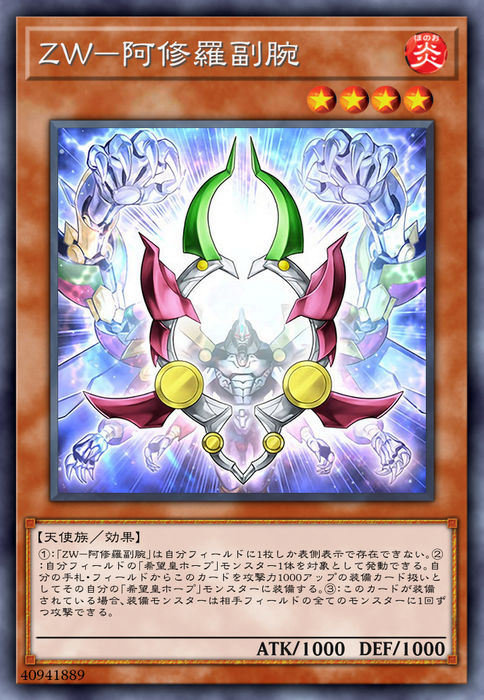 ZW－阿修羅副腕
ほのお
炎
【天使族／効果】
①:「ZW－阿修羅副腕」は自分フィールドに1枚しか表側表示で存在できない。②
:自分フィールドの「希望皇ホープ」モンスター1体を対象として発動できる。自
分の手札・フィールドからこのカードを攻撃力1000アップの装備カード扱いと
してその自分の「希望皇ホープ」モンスターに装備する。③:このカードが装備
されている場合、装備モンスターは相手フィールドの全てのモンスターに1回ず
つ攻撃できる。
ATK/1000 DEF/1000
40941889